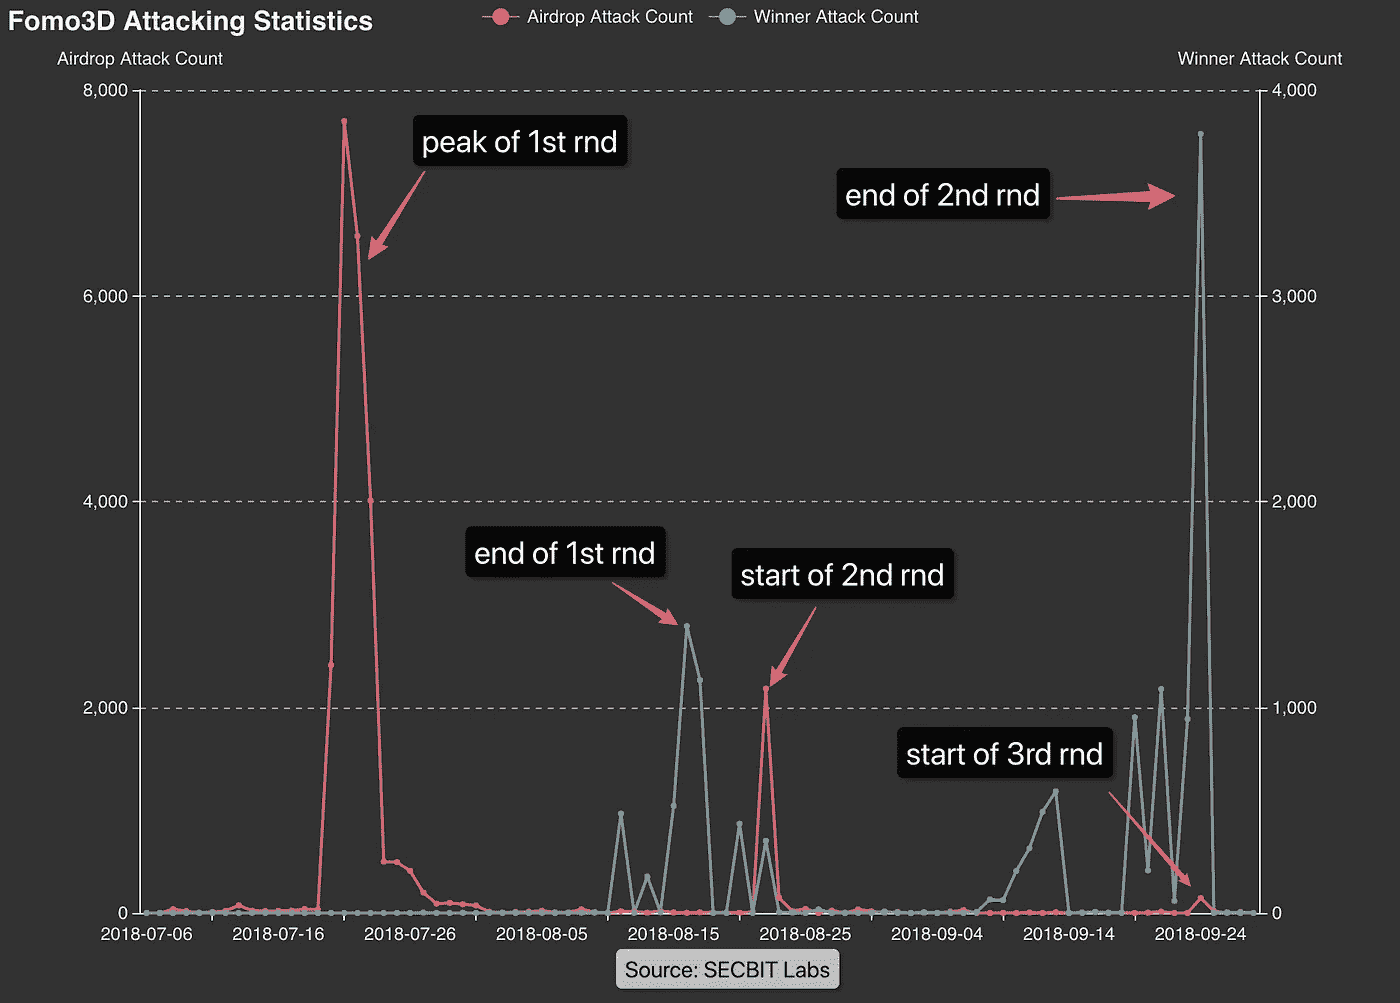 Fomo3D Attacking Statistics
Airdrop Attack Count
Winner Attack Count
Airdrop Attack Count
Winner Attack Count
8,000
4,000
peak of 1st rnd
end of 2nd rnd
6,000
3,000
4,000
2,000
end of 1st rnd
start of 2nd rnd
2,000
1,000
start of 3rd rnd
0
0
2018-07-06
2018-07-16
2018-07-26
2018-08-05
2018-08-15
2018-08-25
2018-09-04
2018-09-14
2018-09-24
Source: SECBIT Labs